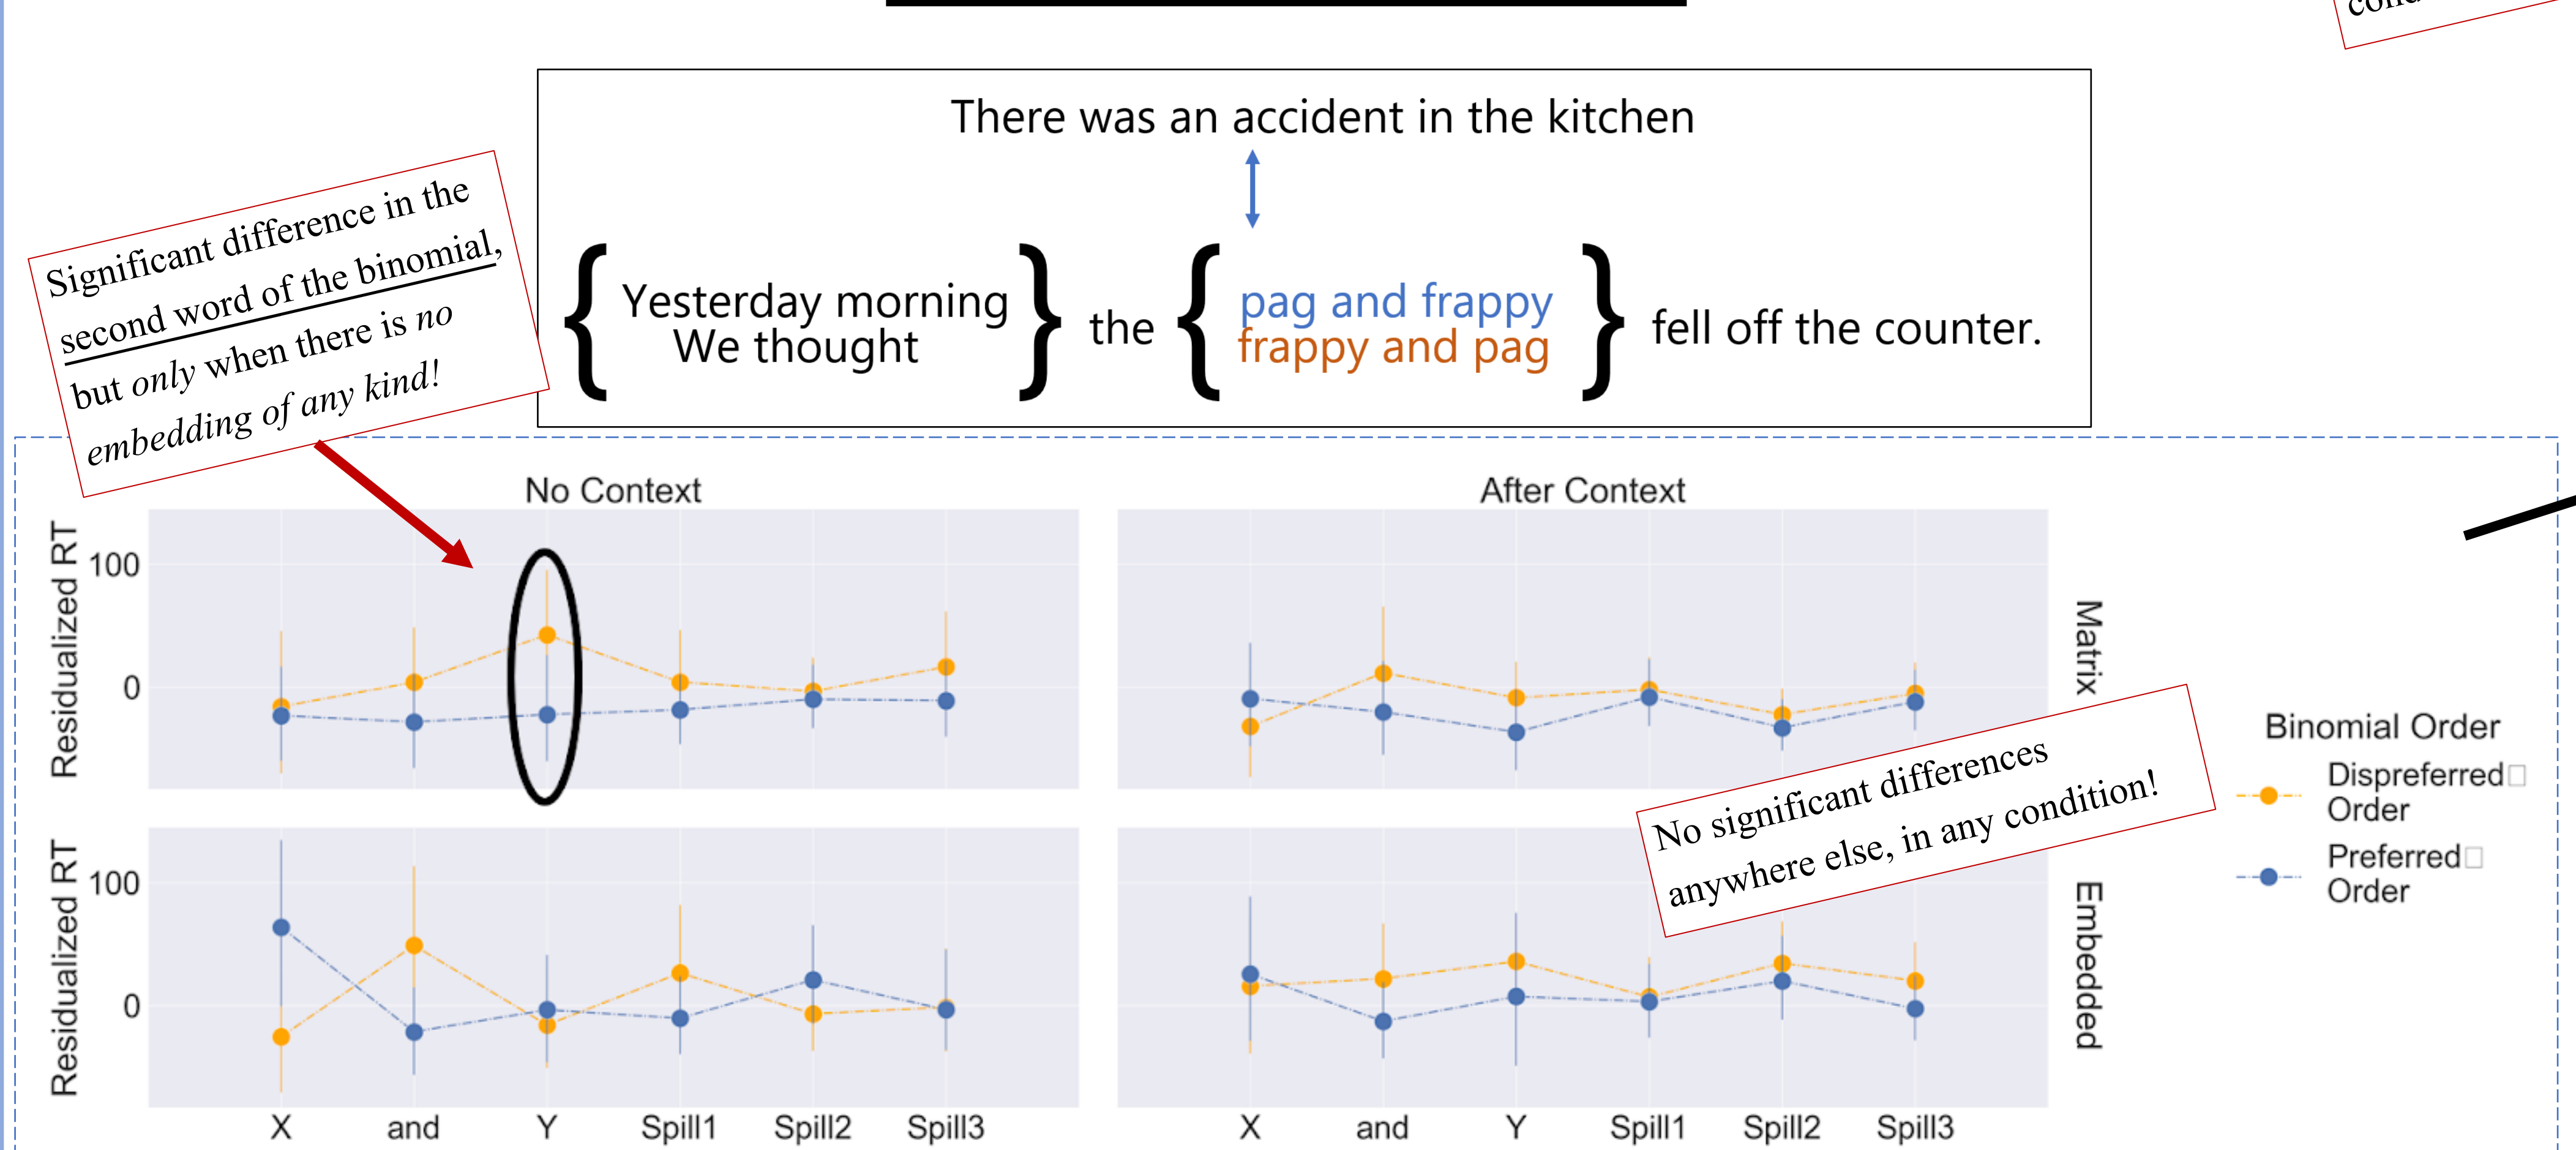 There was an accident in the kitchen
Significant difference in the
second word of the binomial,
but only when there is no
embedding of any kind!
Yesterday morning
We thought
the
pag and frappy
frappy and pag
fell off the counter.
No Context
After Context
Residualized RT
100
0
Matrix
Residualized RT
100
0
Embedded
No significant differences
anywhere else, in any condition!
Binomial Order
Dispreferred
Order
Preferred
Order
X and Y Spill1 Spill2 Spill3
X and Y Spill1 Spill2 Spill3